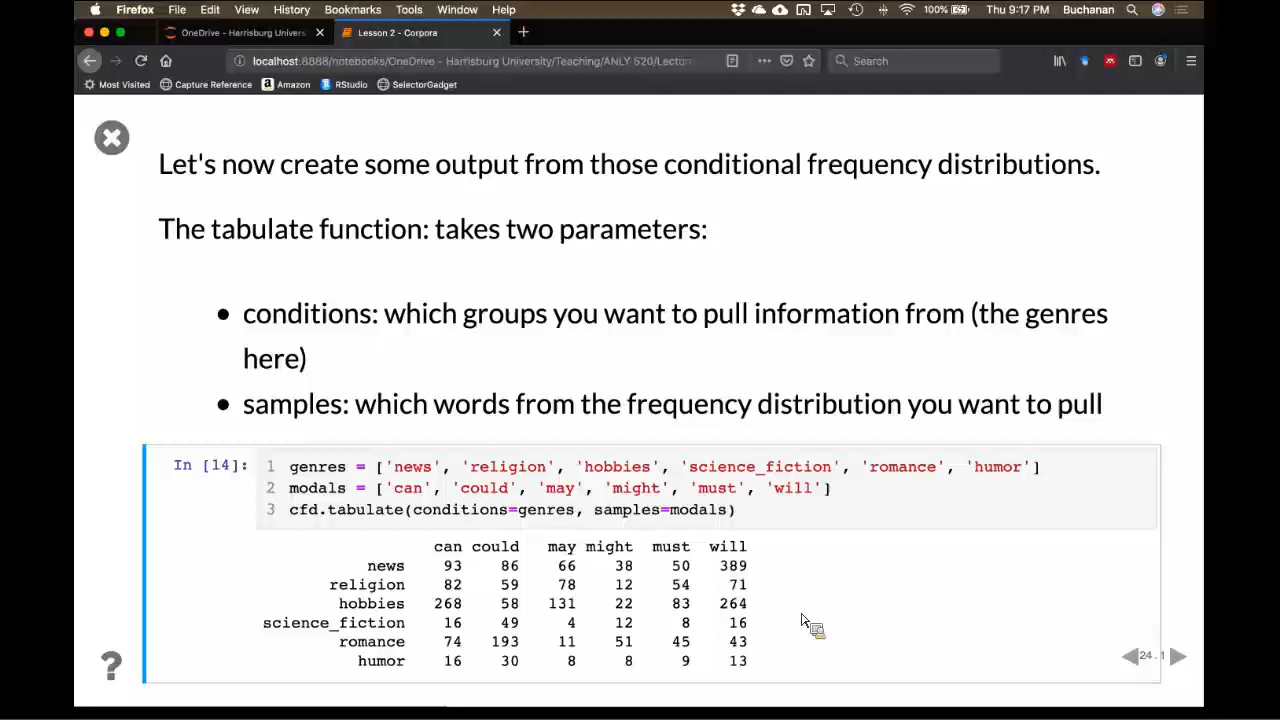 Firefox File Edit View History Bookmarks Tools Window Help 100% Thu 9:17 PM Buchanan
OneDrive - Harrisburg Univers Lesson 2 - Corpora
localhost:8888/notebooks/OneDrive - Harrisburg University/Teaching/ANLY 520/Lectur Search
Most Visited Capture Reference Amazon RStudio SelectorGadget
Let's now create some output from those conditional frequency distributions.
The tabulate function: takes two parameters:
• conditions: which groups you want to pull information from (the genres
here)
• samples: which words from the frequency distribution you want to pull
In [14]: 1 genres = ['news', 'religion', 'hobbies', 'science_fiction', 'romance', 'humor']
2 modals = ['can', 'could', 'may', 'might', 'must', 'will']
3 cfd.tabulate(conditions=genres, samples=modals)
can could may might must will
news 93 86 66 38 50 389
religion 82 59 78 12 54 71
hobbies 268 58 131 22 83 264
science_fiction 16 49 4 12 8 16
romance 74 193 11 51 45 43
humor 16 30 8 8 9 13
? 24.1